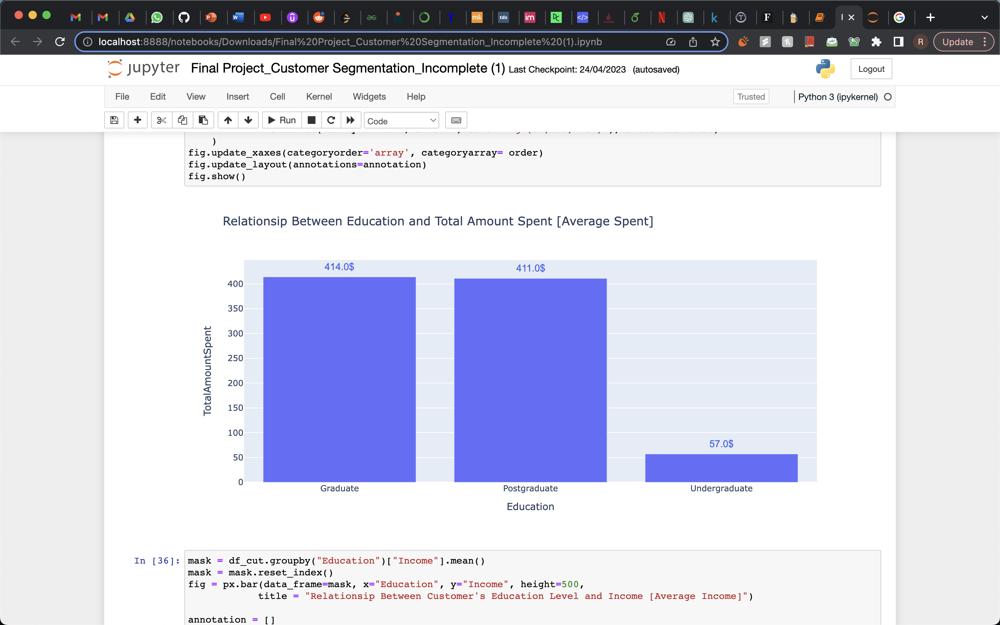 P
W
T
mk
tds
im
</>
STEVENS
N
k
T
F
localhost:8888/notebooks/Downloads/Final%20Project_Customer%20Segmentation_Incomplete%20(1).ipynb
R
Update
jupyter Final Project_Customer Segmentation_Incomplete (1) Last Checkpoint: 24/04/2023 (autosaved)
Logout
File Edit View Insert Cell Kernel Widgets Help
Trusted
Python 3 (ipykernel)
Run
Code
)
fig.update_xaxes(categoryorder='array', categoryarray= order)
fig.update_layout(annotations=annotation)
fig.show()
Relationsip Between Education and Total Amount Spent [Average Spent]
414.0$
411.0$
400
350
300
250
200
150
100
57.0$
50
0
TotalAmountSpent
Graduate Postgraduate Undergraduate
Education
In [36]:
mask = df_cut.groupby("Education")["Income"].mean()
mask = mask.reset_index()
fig = px.bar(data_frame=mask, x="Education", y="Income", height=500,
title = "Relationsip Between Customer's Education Level and Income [Average Income]")
annotation = []